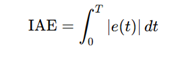 IAE = ∫₀ᵀ |e(t)| dt